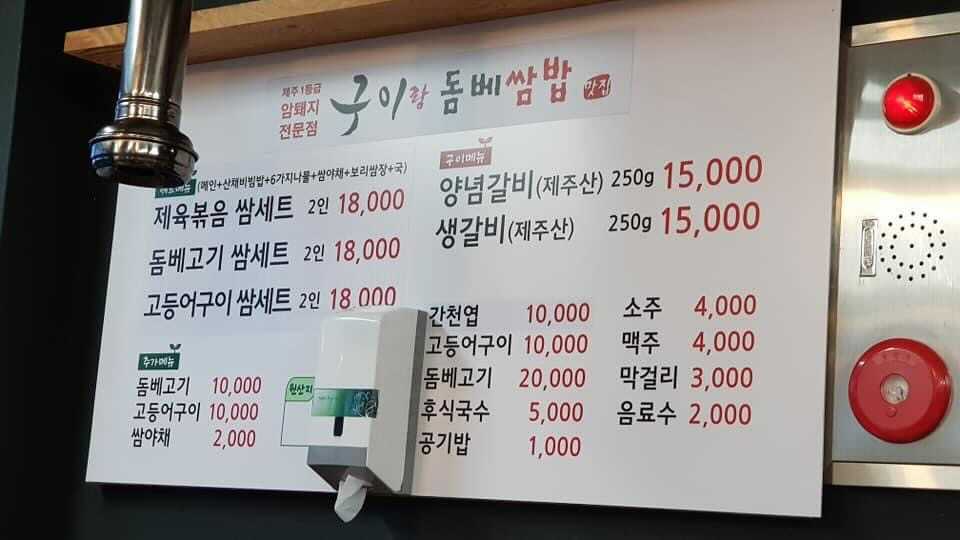 제주 1등급
암퇘지
전문점
구이랑 돔베쌈밥 맛집
(메인+산채비빔밥+6가지나물+쌈야채+보리쌈장+국)
제육볶음 쌈세트 2인 18,000
돔베고기 쌈세트 2인 18,000
고등어구이 쌈세트 2인 18,000
추가메뉴
돔베고기 10,000
고등어구이 10,000
쌈야채 2,000
원산지
구이메뉴
양념갈비(제주산) 250g 15,000
생갈비(제주산) 250g 15,000
간천엽 10,000
고등어구이 10,000
돔베고기 20,000
후식국수 5,000
공기밥 1,000
소주 4,000
맥주 4,000
막걸리 3,000
음료수 2,000